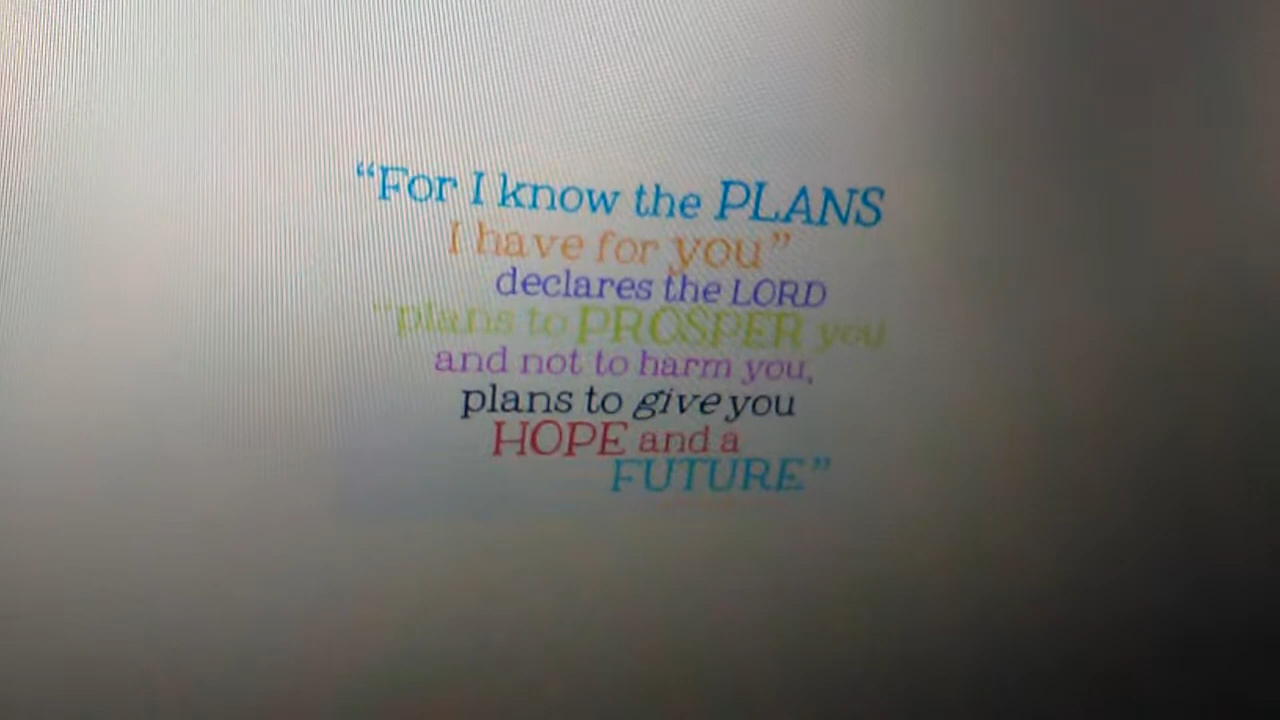 “For I know the PLANS
I have for you”
declares the LORD
“plans to PROSPER you
and not to harm you,
plans to give you
HOPE and a
FUTURE”